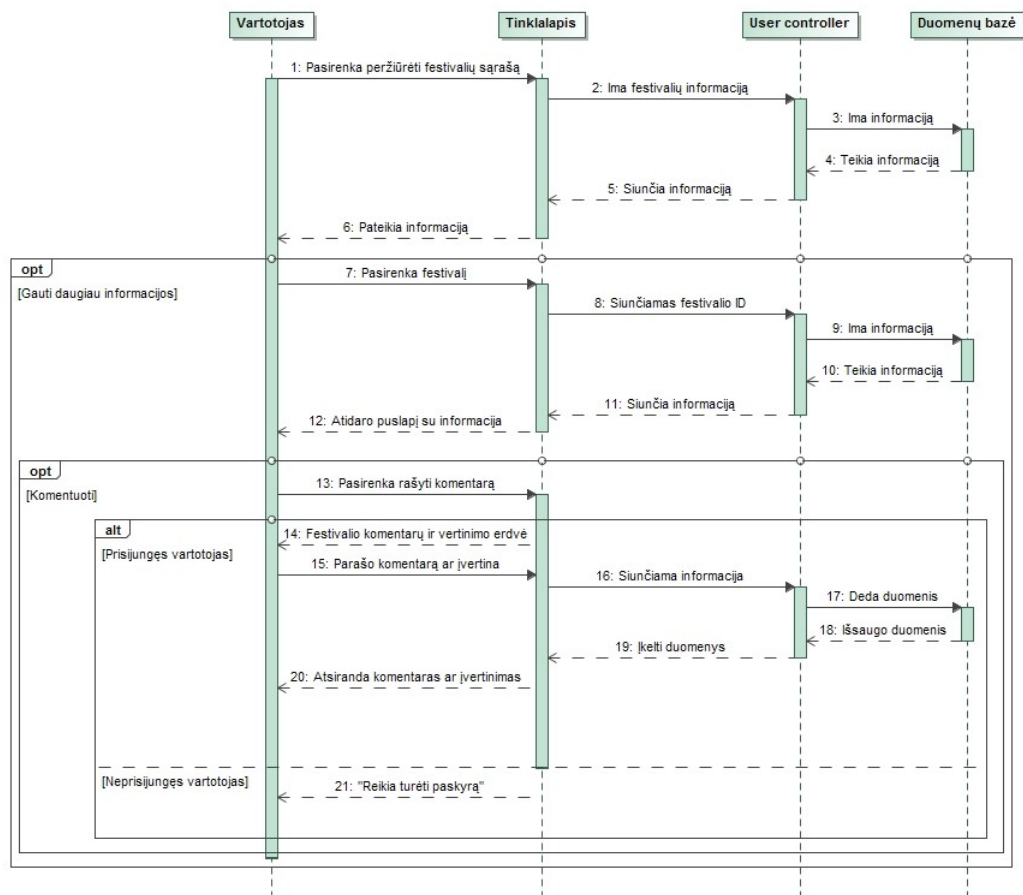 Vartotojas
Tinklalapis
User controller
Duomenų bazė
1: Pasirenka peržiūrėti festivalių sąrašą
2: Ima festivalių informaciją
3: Ima informaciją
4: Teikia informaciją
5: Siunčia informaciją
6: Pateikia informaciją
opt
[Gauti daugiau informacijos]
7: Pasirenka festivalį
8: Siunčiamas festivalio ID
9: Ima informaciją
10: Teikia informaciją
11: Siunčia informaciją
12: Atidaro puslapį su informacija
opt
[Komentuoti]
13: Pasirenka rašyti komentarą
alt
[Prisijungęs vartotojas]
14: Festivalio komentarų ir vertinimo erdvė
15: Parašo komentarą ar įvertina
16: Siunčiama informacija
17: Deda duomenis
18: Išsaugo duomenis
19: Įkelti duomenys
20: Atsiranda komentaras ar įvertinimas
[Neprisijungęs vartotojas]
21: "Reikia turėti paskyrą"